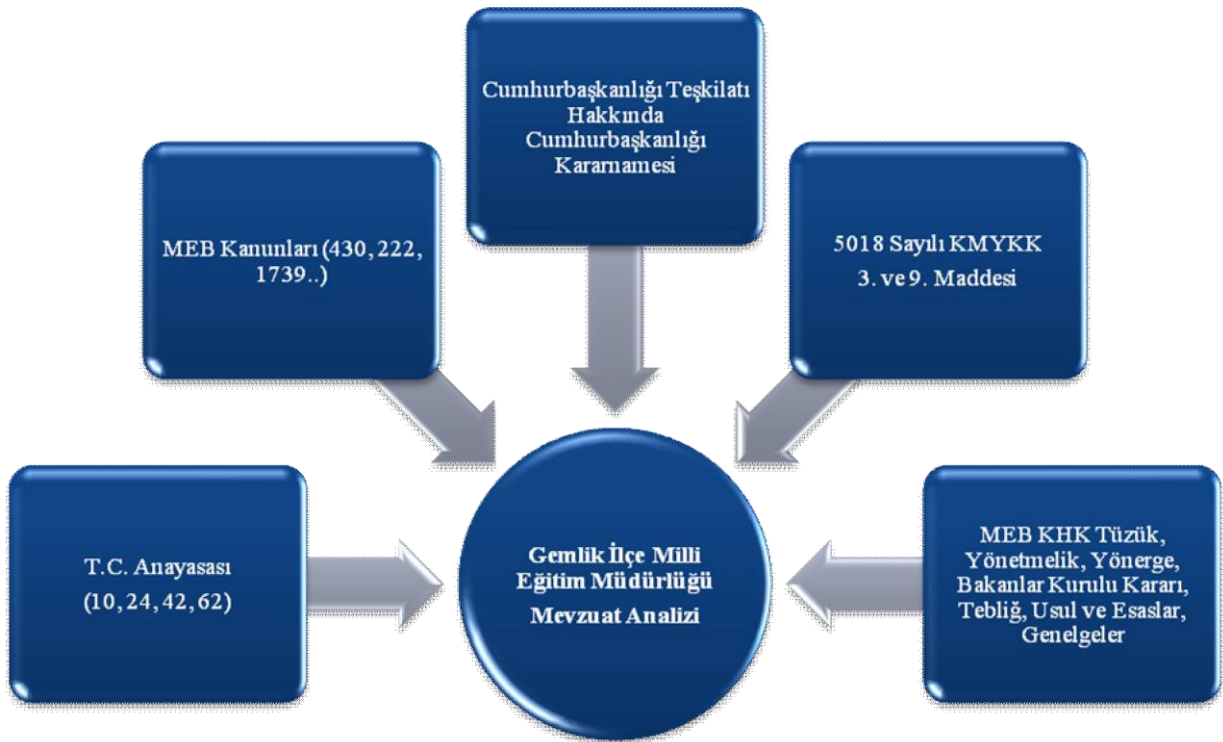 Cumhurbaşkanlığı Teşkilatı
Hakkında
Cumhurbaşkanlığı
Kararnamesi
MEB Kanunları (430, 222,
1739..)
5018 Sayılı KMYKK
3. ve 9. Maddesi
T.C. Anayasası
(10, 24, 42, 62)
Gemlik İlçe Milli
Eğitim Müdürlüğü
Mevzuat Analizi
MEB KHK Tüzük,
Yönetmelik, Yönerge,
Bakanlar Kurulu Kararı,
Tebliğ, Usul ve Esaslar,
Genelgeler